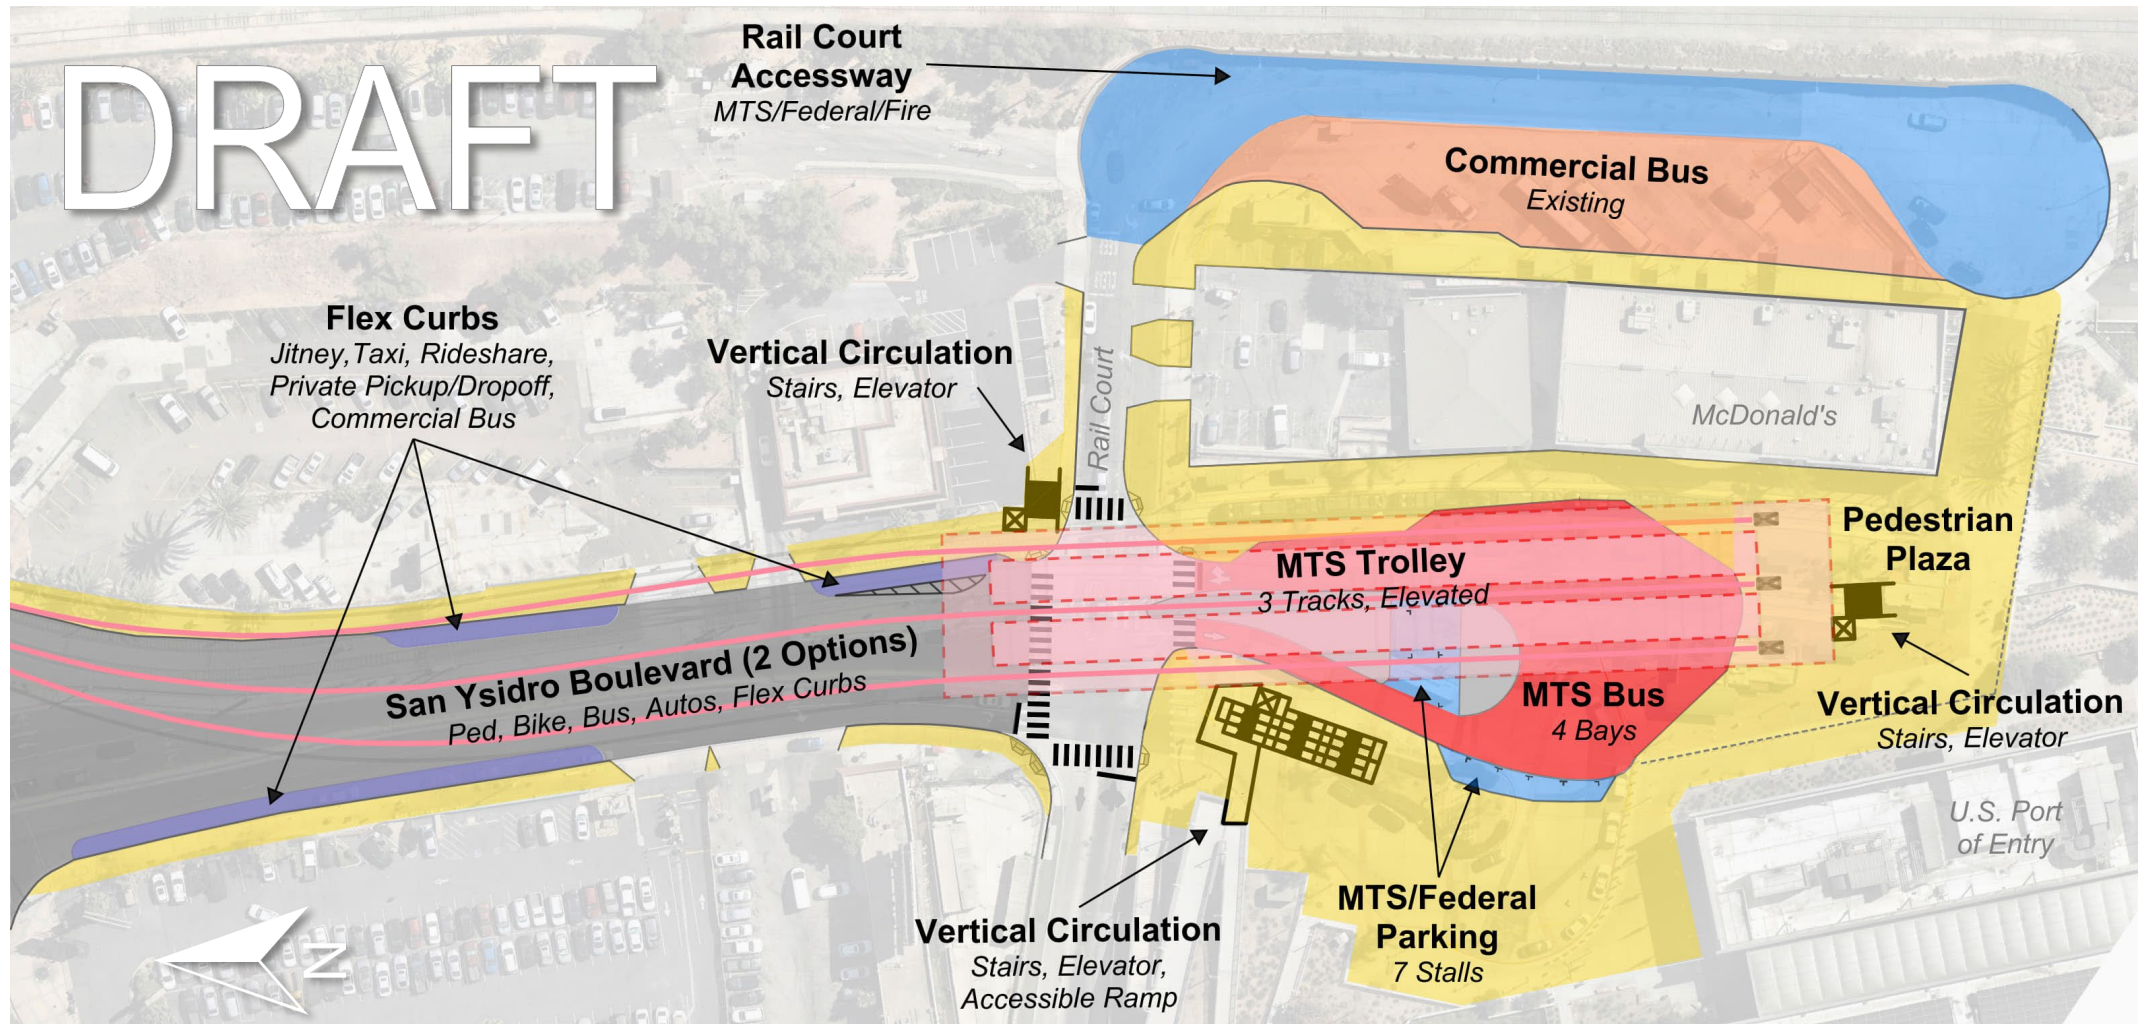 DRAFT
Rail Court
Accessway
MTS/Federal/Fire
Commercial Bus
Existing
Flex Curbs
Jitney,Taxi, Rideshare,
Private Pickup/Dropoff,
Commercial Bus
Vertical Circulation
Stairs, Elevator
Rail Court
McDonald's
Pedestrian
Plaza
MTS Trolley
3 Tracks, Elevated
San Ysidro Boulevard (2 Options)
Ped, Bike, Bus, Autos, Flex Curbs
MTS Bus
4 Bays
Vertical Circulation
Stairs, Elevator
U.S. Port
of Entry
MTS/Federal
Parking
7 Stalls
Vertical Circulation
Stairs, Elevator,
Accessible Ramp
N